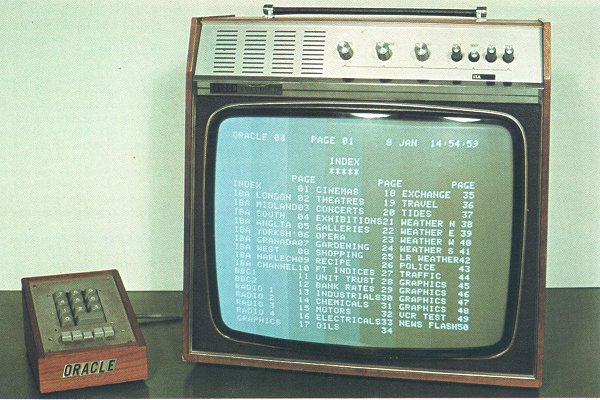 ORACLE 04 PAGE 01 8 JAN 14:54:59
INDEX
*****
PAGE PAGE PAGE
INDEX 01 CINEMAS 18 EXCHANGE 35
IBA LONDON 02 THEATRES 19 TRAVEL 36
IBA MIDLAND03 CONCERTS 20 TIDES 37
IBA SOUTH 04 EXHIBITIONS21 WEATHER N 38
IBA ANGLIA 05 GALLERIES 22 WEATHER E 39
IBA YORKSH 06 OPERA 23 WEATHER W 40
IBA GRANADA07 GARDENING 24 WEATHER S 41
IBA WEST 08 SHOPPING 25 LR WEATHER42
IBA HARLECH09 RECIPE 26 POLICE 43
IBA CHANNEL10 FT INDICES 27 TRAFFIC 44
BBC1 11 UNIT TRUST 28 GRAPHICS 45
BBC2 12 BANK RATES 29 GRAPHICS 46
RADIO 1 13 INDUSTRIALS30 GRAPHICS 47
RADIO 2 14 CHEMICALS 31 GRAPHICS 48
RADIO 3 15 MOTORS 32 VCR TEST 49
RADIO 4 16 ELECTRICALS33 NEWS FLASH50
GRAPHICS 17 OILS 34
ORACLE